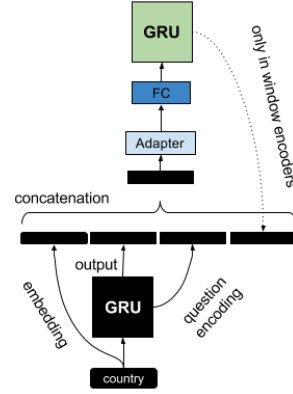 GRU
only in window encoders
FC
Adapter
concatenation
output
embedding
GRU
question
encoding
country